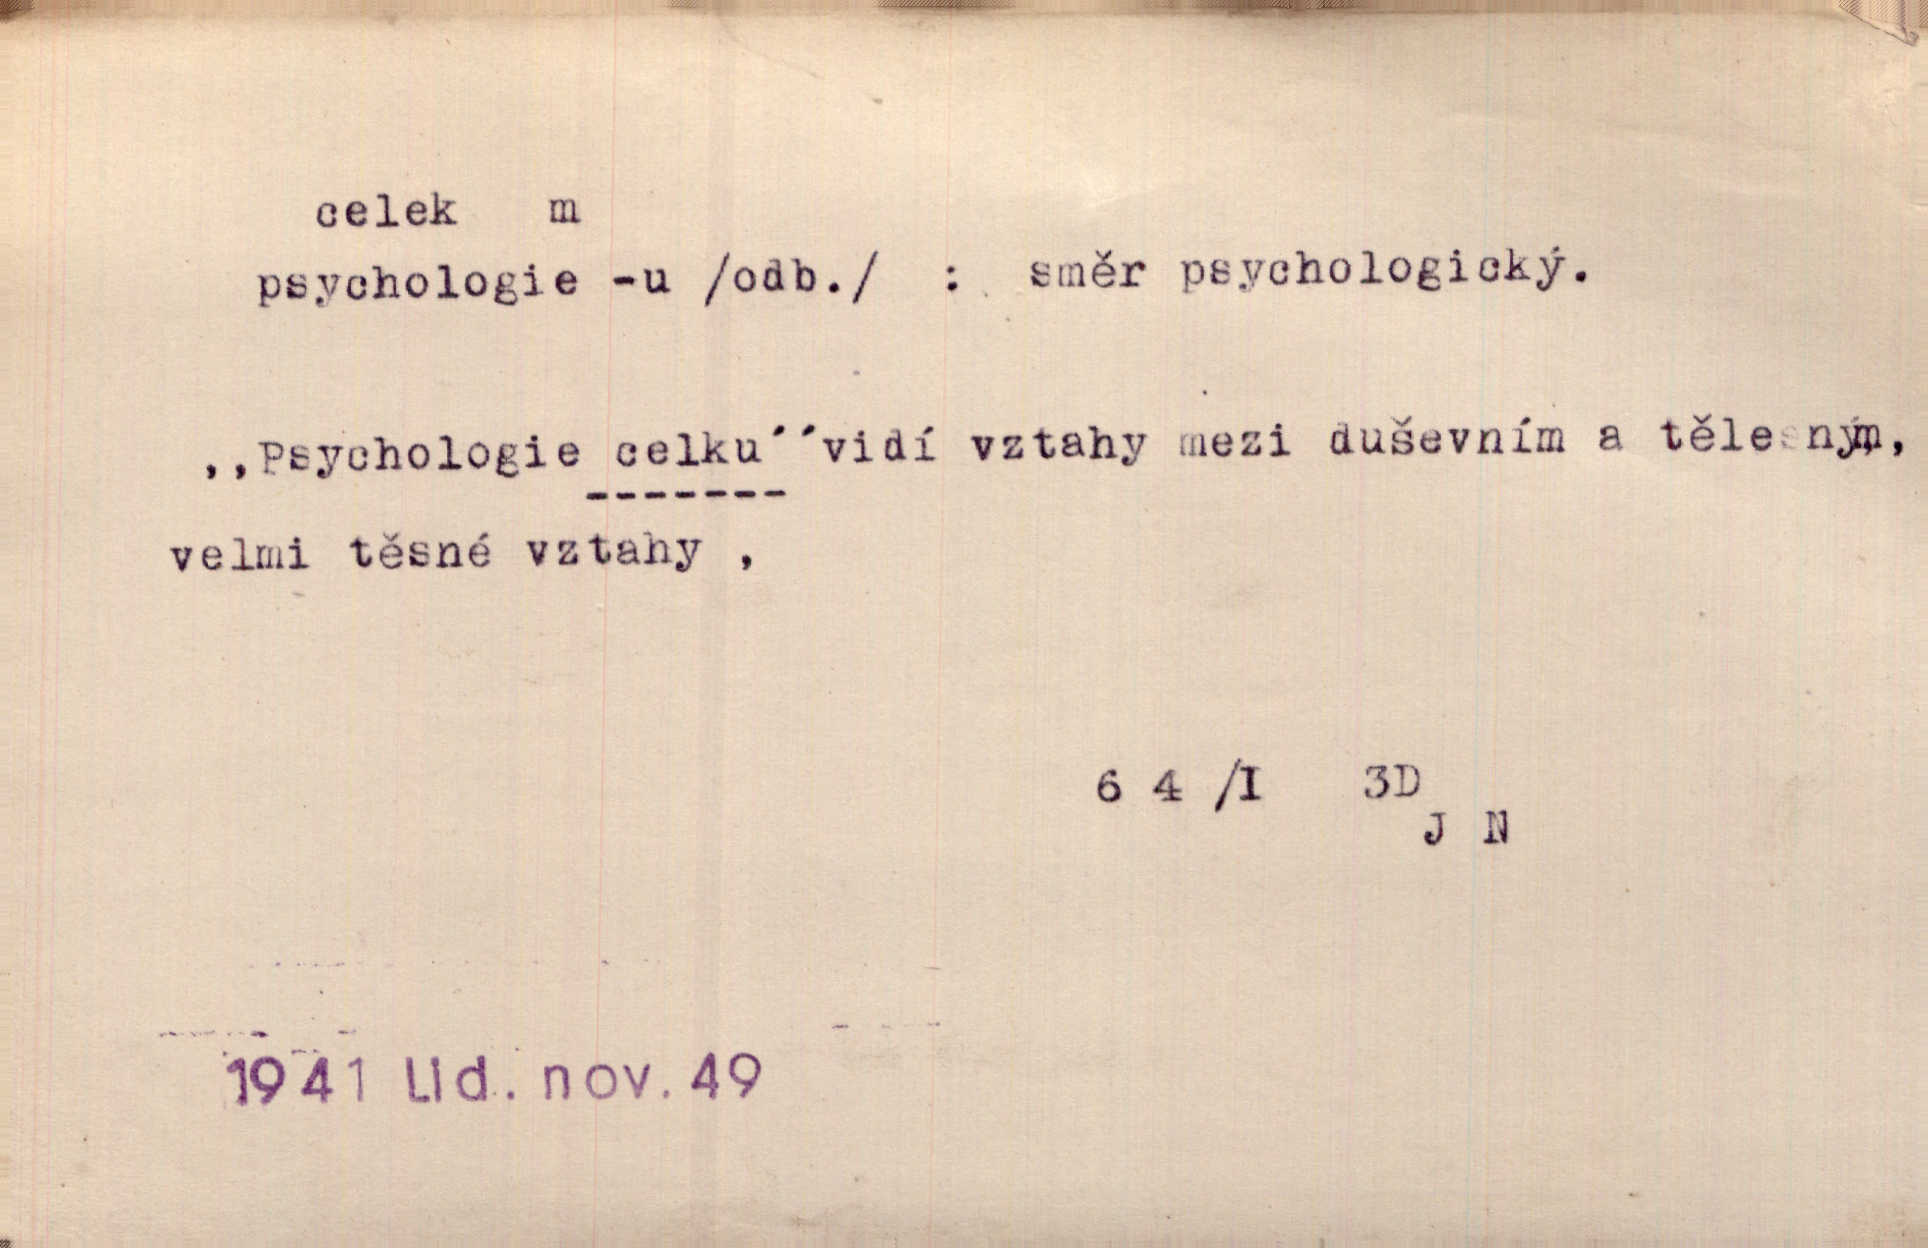 celek m
psychologie -u /odb./ : směr psychologický.
,,Psychologie celku´´vidí vztahy mezi duševním a tělesným,
velmi těsné vztahy ,
6 4 /I 3D
J N
1941 Lid. nov. 49